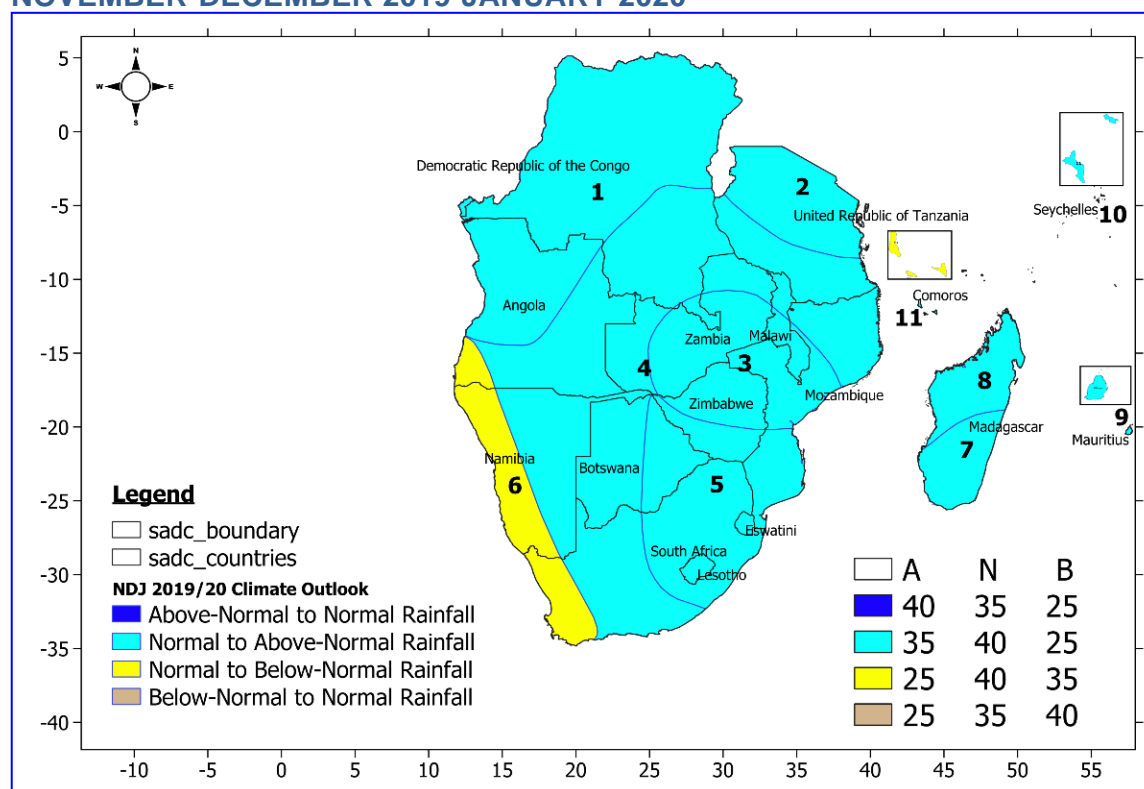 NOVEMBER-DECEMBER 2019-JANUARY 2020
N
W E
S
5
0
-5
-10
-15
-20
-25
-30
-35
-40
-10
-5
0
5
10
15
20
25
30
35
40
45
50
55
Democratic Republic of the Congo
1
2
United Republic of Tanzania
Seychelles
10
Angola
Comoros
11
Zambia
Malawi
3
4
Mozambique
Zimbabwe
8
9
Madagascar
Mauritius
7
Namibia
6
Botswana
5
Eswatini
South Africa
Lesotho
Legend
sadc_boundary
sadc_countries
NDJ 2019/20 Climate Outlook
Above-Normal to Normal Rainfall
Normal to Above-Normal Rainfall
Normal to Below-Normal Rainfall
Below-Normal to Normal Rainfall
A N B
40 35 25
35 40 25
25 40 35
25 35 40